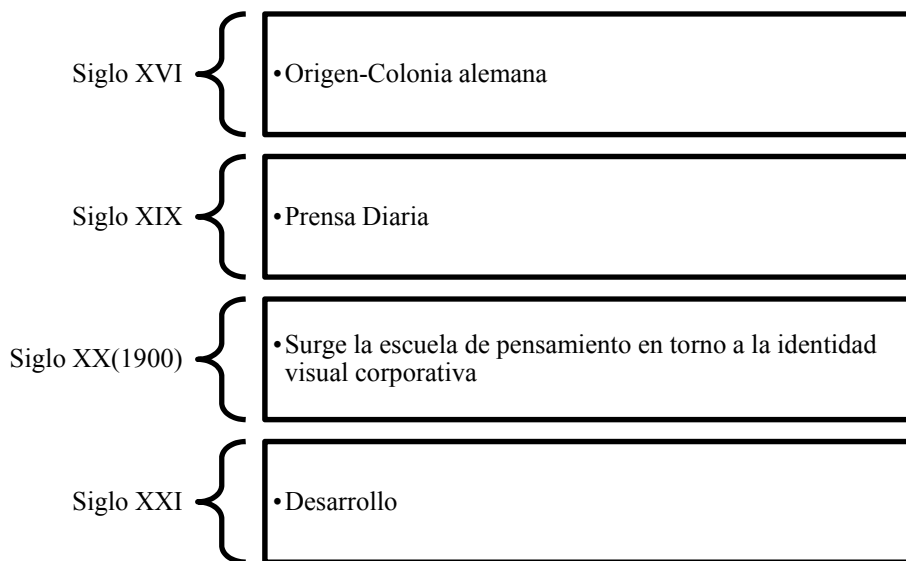 Siglo XVI
•Origen-Colonia alemana
Siglo XIX
•Prensa Diaria
Siglo XX(1900)
•Surge la escuela de pensamiento en torno a la identidad
visual corporativa
Siglo XXI
•Desarrollo